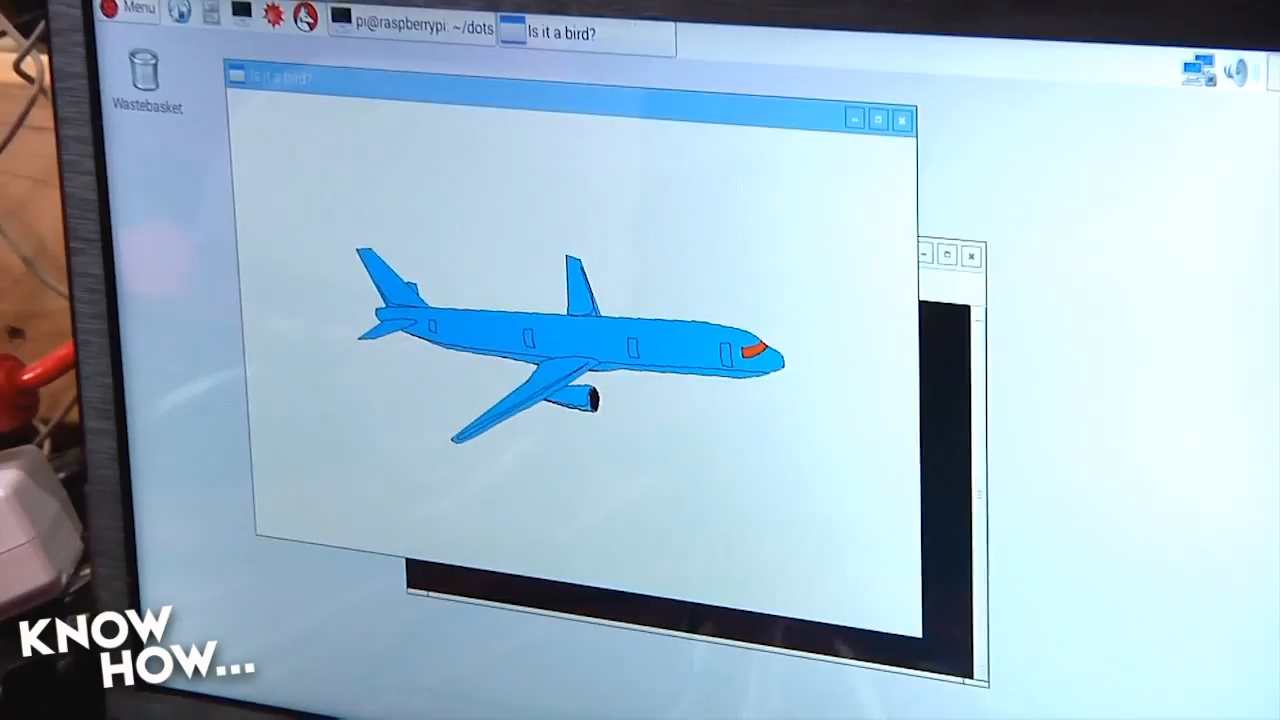 Menu
pi@raspberrypi: ~/dots
Is it a bird?
Wastebasket
Is it a bird?
KNOW
HOW...